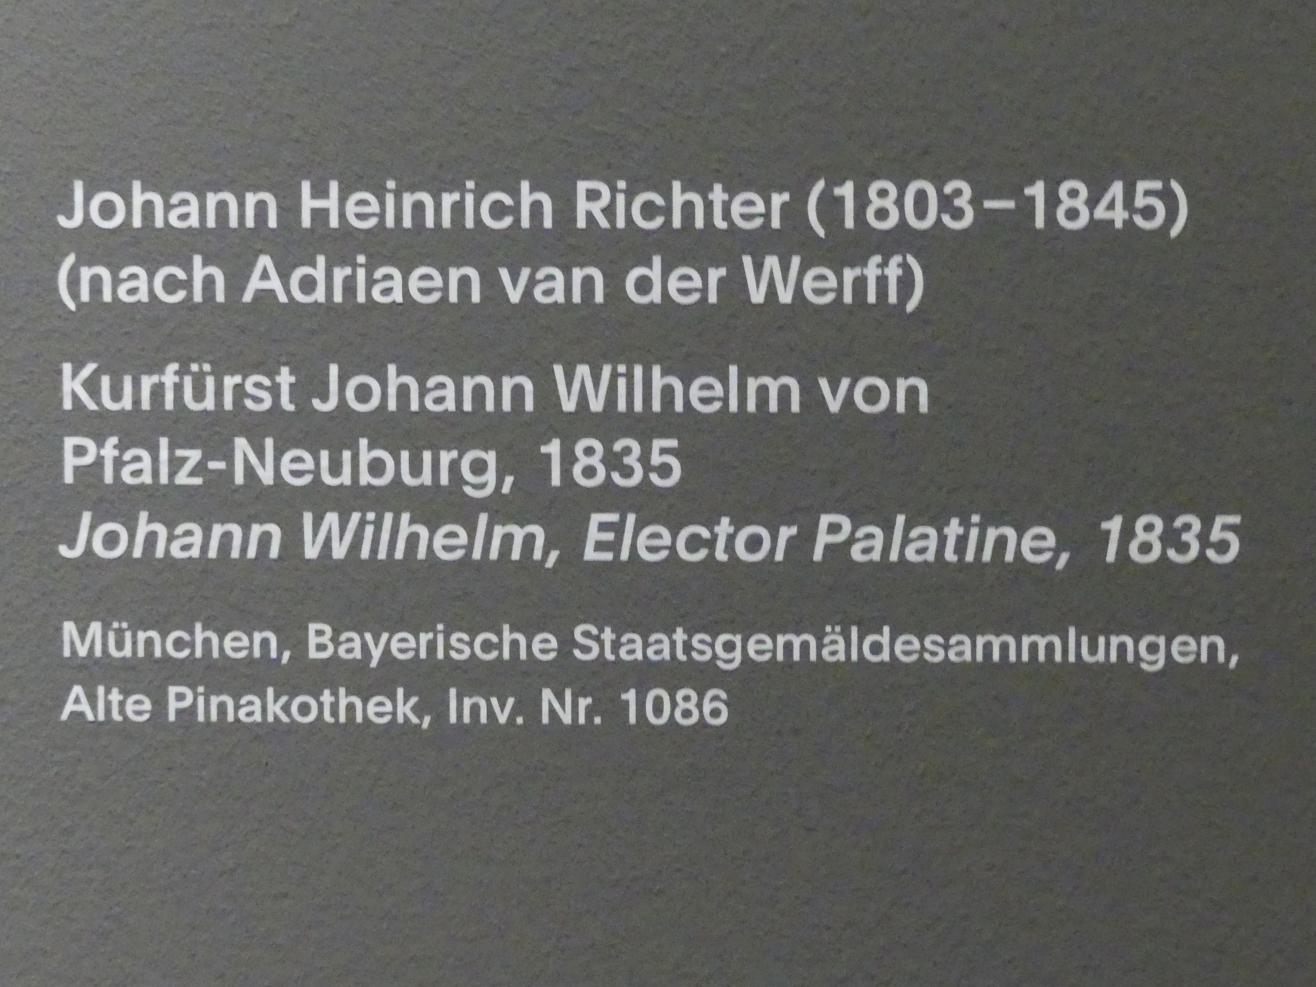 Johann Heinrich Richter (1803–1845)
(nach Adriaen van der Werff)
Kurfürst Johann Wilhelm von
Pfalz-Neuburg, 1835
Johann Wilhelm, Elector Palatine, 1835
München, Bayerische Staatsgemäldesammlungen,
Alte Pinakothek, Inv. Nr. 1086